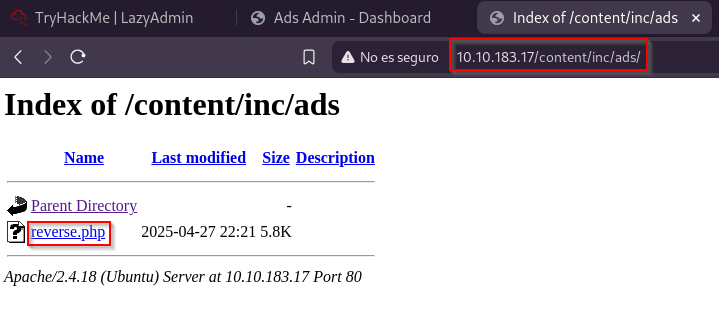 TryHackMe | LazyAdmin
Ads Admin - Dashboard
Index of /content/inc/ads
No es seguro
10.10.183.17/content/inc/ads/
Index of /content/inc/ads
Name Last modified Size Description
Parent Directory -
reverse.php 2025-04-27 22:21 5.8K
Apache/2.4.18 (Ubuntu) Server at 10.10.183.17 Port 80